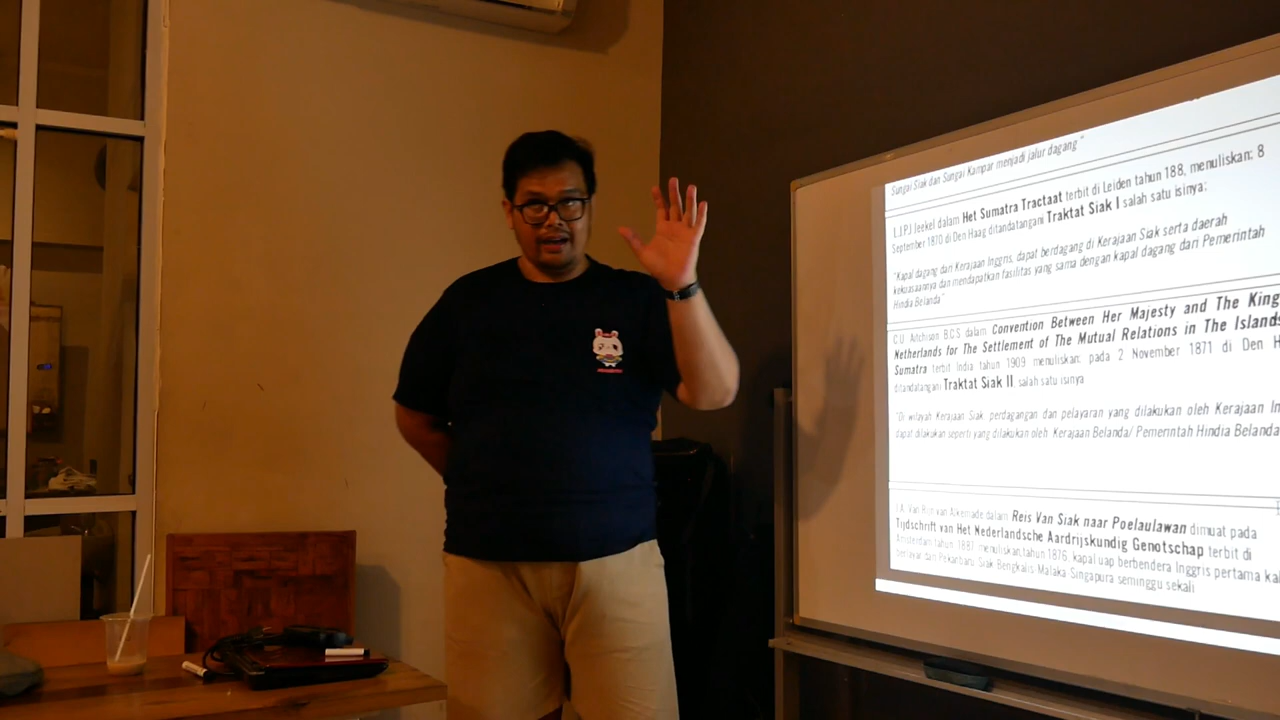 Sungai Siak dan Sungai Kampar menjadi jalur dagang"
L.J.P.J Jeekel dalam Het Sumatra Tractaat terbit di Leiden tahun 188, menuliskan; 8
September 1870 di Den Haag ditandatangani Traktat Siak I salah satu isinya;
"Kapal dagang dari Kerajaan Inggris, dapat berdagang di Kerajaan Siak serta daerah
kekuasaannya dan mendapatkan fasilitas yang sama dengan kapal dagang dari Pemerintah
Hindia Belanda"
C.U. Aitchison B.C.S dalam Convention Between Her Majesty and The King
Netherlands for The Settlement of The Mutual Relations in The Islands
Sumatra terbit India tahun 1909 menuliskan; pada 2 November 1871 di Den H
ditandatangani Traktat Siak II, salah satu isinya
"Di wilayah Kerajaan Siak, perdagangan dan pelayaran yang dilakukan oleh Kerajaan In
dapat dilakukan seperti yang dilakukan oleh Kerajaan Belanda/ Pemerintah Hindia Belanda
J.A. Van Rijn van Alkemade dalam Reis Van Siak naar Poelaulawan dimuat pada
Tijdschrift van Het Nederlandsche Aardrijskundig Genotschap terbit di
Amsterdam tahun 1887, menuliskan, tahun 1876, kapal uap berbendera Inggris pertama kal
berlayar dari Pekanbaru-Siak-Bengkalis-Malaka-Singapura seminggu sekali